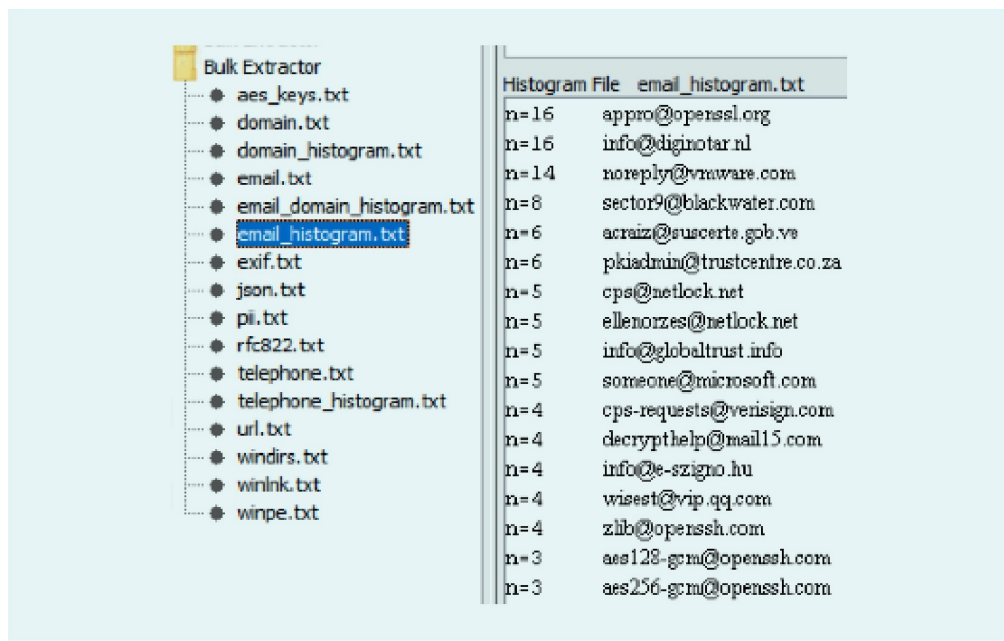 Bulk Extractor
aes_keys.txt
domain.txt
domain_histogram.txt
email.txt
email_domain_histogram.txt
email_histogram.txt
exif.txt
json.txt
pii.txt
rfc822.txt
telephone.txt
telephone_histogram.txt
url.txt
windirs.txt
winlnk.txt
winpe.txt
Histogram File email_histogram.txt
n=16 appro@openssl.org
n=16 info@diginotar.nl
n=14 noreply@vmware.com
n=8 sector9@blackwater.com
n=6 acraiz@suscerte.gob.ve
n=6 pkiadmin@trustcentre.co.za
n=5 cps@netlock.net
n=5 ellenorzes@netlock.net
n=5 info@globaltrust.info
n=5 someone@microsoft.com
n=4 cps-requests@verisign.com
n=4 decrypthelp@mail15.com
n=4 info@e-szigno.hu
n=4 wisest@vip.qq.com
n=4 zlib@openssh.com
n=3 aes128-gcm@openssh.com
n=3 aes256-gcm@openssh.com